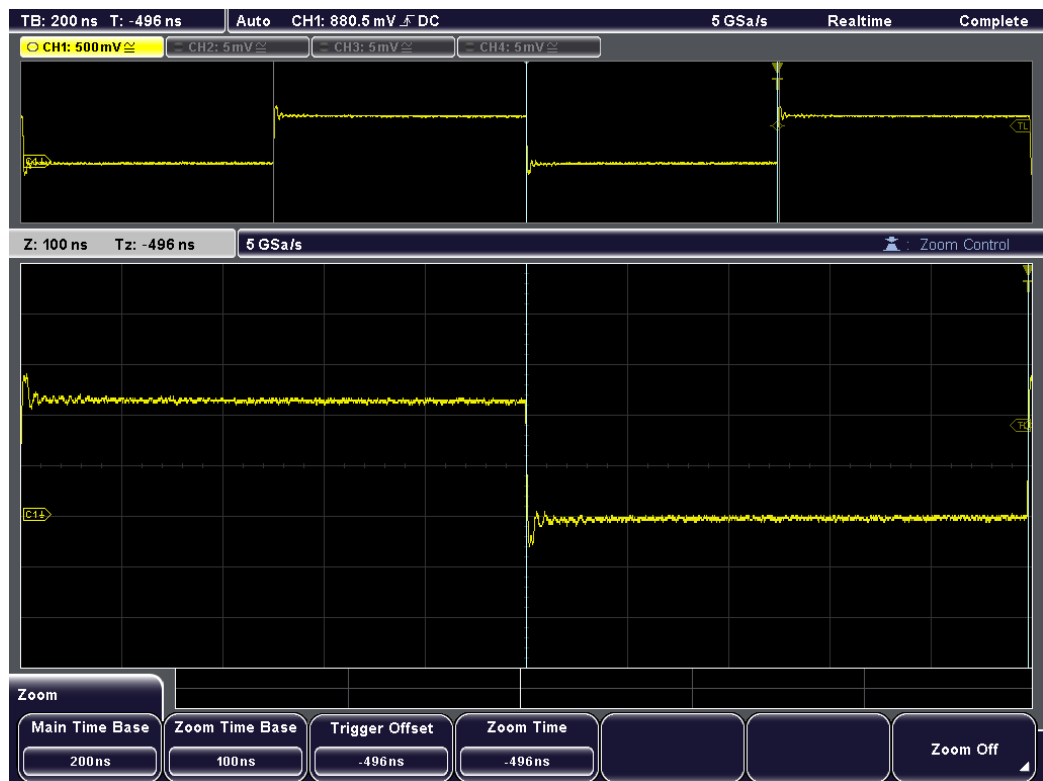 TB: 200 ns T: -496 ns Auto CH1: 880.5 mV DC 5 GSa/s Realtime Complete
CH1: 500mV CH2: 5mV CH3: 5mV CH4: 5mV
T
TL
C1
Z: 100 ns Tz: -496 ns 5 GSa/s : Zoom Control
T
C1
Zoom
Main Time Base Zoom Time Base Trigger Offset Zoom Time
200ns 100ns -496ns -496ns Zoom Off